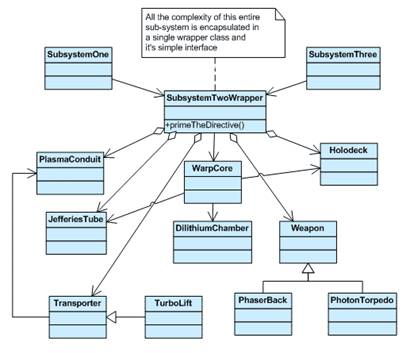 All the complexity of this entire
sub-system is encapsulated in
a single wrapper class and
it's simple interface
SubsystemOne
SubsystemThree
SubsystemTwoWrapper
+primeTheDirective()
PlasmaConduit
WarpCore
Holodeck
JefferiesTube
DilithiumChamber
Weapon
Transporter
TurboLift
PhaserBack
PhotonTorpedo